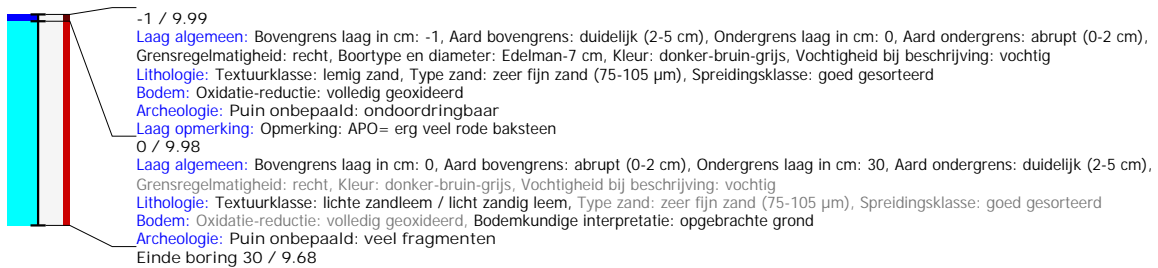 -1 / 9.99
Laag algemeen: Bovengrens laag in cm: -1, Aard bovengrens: duidelijk (2-5 cm), Ondergrens laag in cm: 0, Aard ondergrens: abrupt (0-2 cm),
Grensregelmatigheid: recht, Boortype en diameter: Edelman-7 cm, Kleur: donker-bruin-grijs, Vochtigheid bij beschrijving: vochtig
Lithologie: Textuurklasse: lemig zand, Type zand: zeer fijn zand (75-105 µm), Spreidingsklasse: goed gesorteerd
Bodem: Oxidatie-reductie: volledig geoxideerd
Archeologie: Puin onbepaald: ondoordringbaar
Laag opmerking: Opmerking: APO= erg veel rode baksteen
0 / 9.98
Laag algemeen: Bovengrens laag in cm: 0, Aard bovengrens: abrupt (0-2 cm), Ondergrens laag in cm: 30, Aard ondergrens: duidelijk (2-5 cm),
Grensregelmatigheid: recht, Kleur: donker-bruin-grijs, Vochtigheid bij beschrijving: vochtig
Lithologie: Textuurklasse: lichte zandleem / licht zandig leem, Type zand: zeer fijn zand (75-105 µm), Spreidingsklasse: goed gesorteerd
Bodem: Oxidatie-reductie: volledig geoxideerd, Bodemkundige interpretatie: opgebrachte grond
Archeologie: Puin onbepaald: veel fragmenten
Einde boring 30 / 9.68